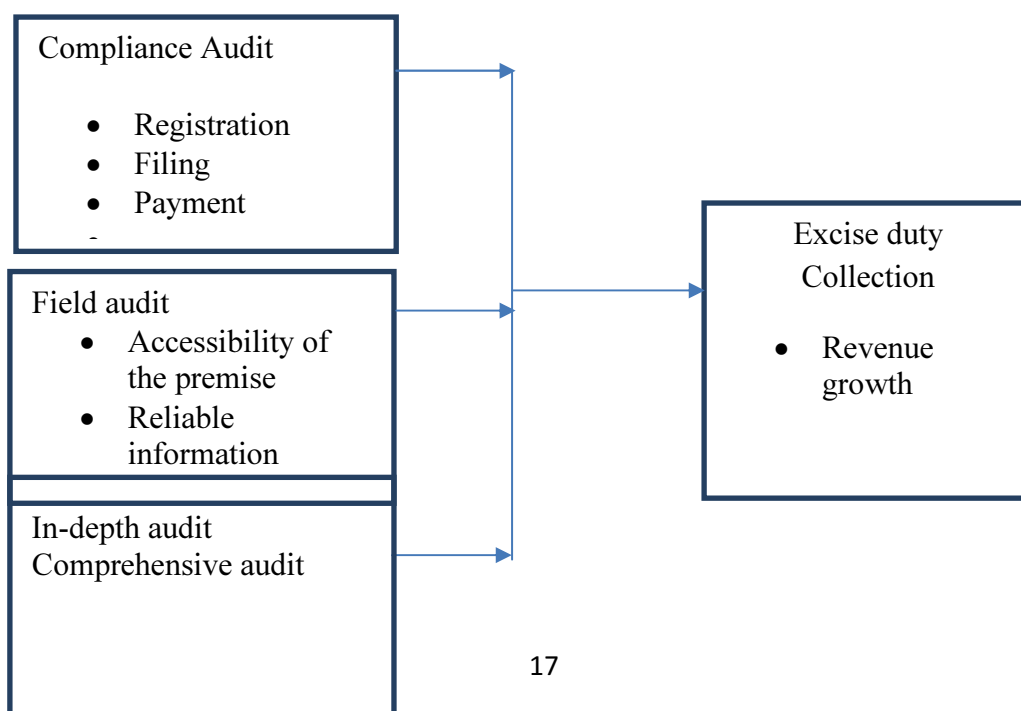 Compliance Audit
• Registration
• Filing
• Payment
•
Field audit
• Accessibility of
the premise
• Reliable
information
In-depth audit
Comprehensive audit
Excise duty
Collection
• Revenue
growth
17